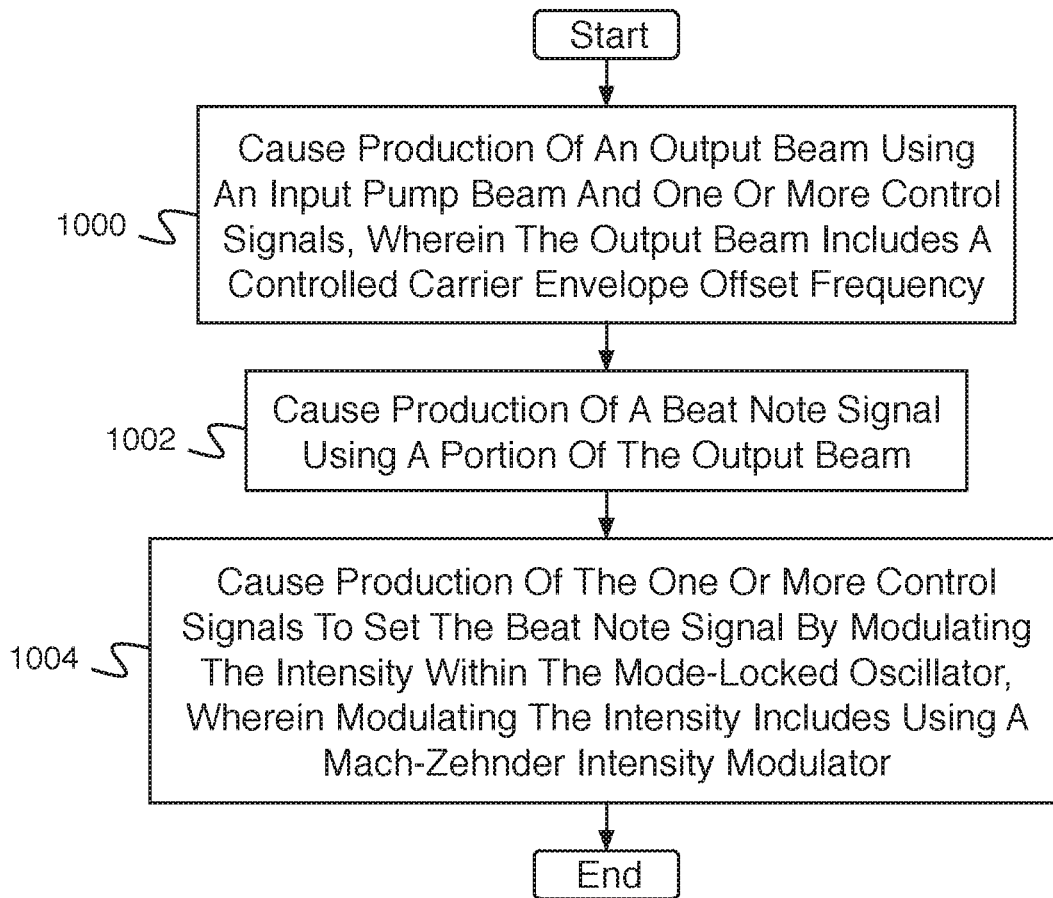 Start
Cause Production Of An Output Beam Using
An Input Pump Beam And One Or More Control
Signals, Wherein The Output Beam Includes A
Controlled Carrier Envelope Offset Frequency
1000
Cause Production Of A Beat Note Signal
Using A Portion Of The Output Beam
1002
Cause Production Of The One Or More Control
Signals To Set The Beat Note Signal By Modulating
The Intensity Within The Mode-Locked Oscillator,
Wherein Modulating The Intensity Includes Using A
Mach-Zehnder Intensity Modulator
1004
End